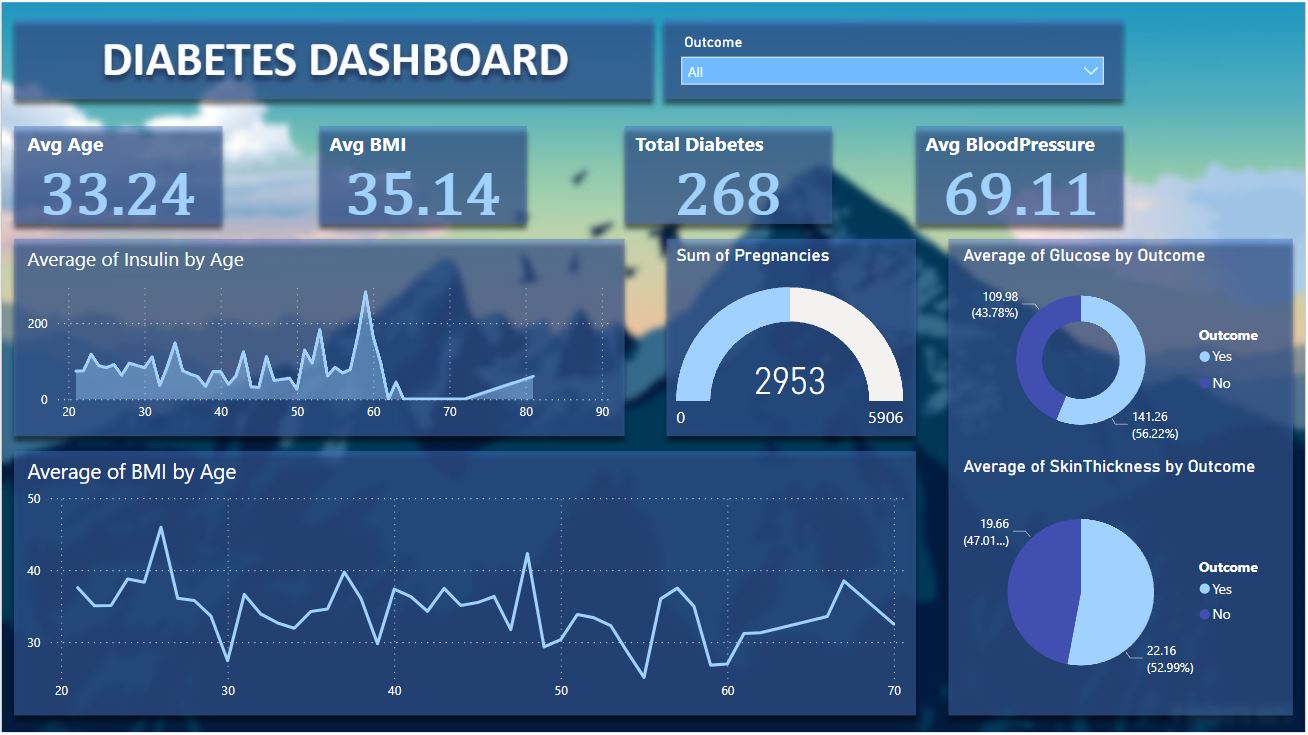 DIABETES DASHBOARD
Outcome
All
Avg Age
33.24
Avg BMI
35.14
Total Diabetes
268
Avg BloodPressure
69.11
Average of Insulin by Age
200
0
20 30 40 50 60 70 80 90
Sum of Pregnancies
2953
0 5906
Average of Glucose by Outcome
109.98
(43.78%)
141.26
(56.22%)
Outcome
Yes
No
Average of BMI by Age
50
40
30
20 30 40 50 60 70
Average of SkinThickness by Outcome
19.66
(47.01...)
22.16
(52.99%)
Outcome
Yes
No